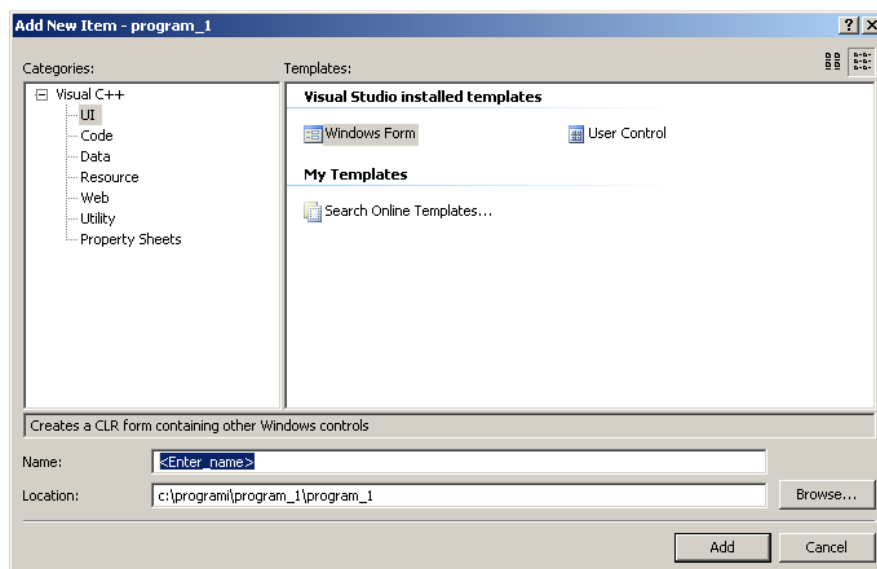 Add New Item - program_1
Categories:
Templates:
Visual C++
UI
Code
Data
Resource
Web
Utility
Property Sheets
Visual Studio installed templates
Windows Form
User Control
My Templates
Search Online Templates...
Creates a CLR form containing other Windows controls
Name:
<Enter_name>
Location:
c:\programi\program_1\program_1
Browse...
Add
Cancel